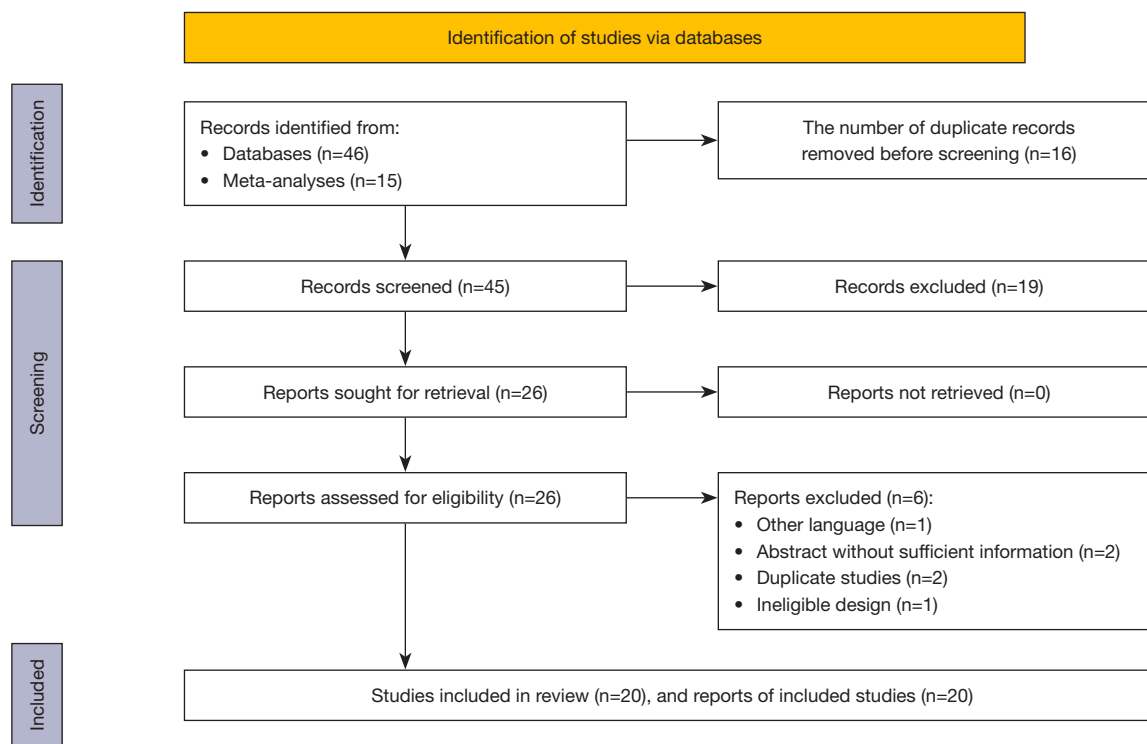 Identification of studies via databases
Identification
Records identified from:
• Databases (n=46)
• Meta-analyses (n=15)
The number of duplicate records
removed before screening (n=16)
Screening
Records screened (n=45)
Records excluded (n=19)
Reports sought for retrieval (n=26)
Reports not retrieved (n=0)
Reports assessed for eligibility (n=26)
Reports excluded (n=6):
• Other language (n=1)
• Abstract without sufficient information (n=2)
• Duplicate studies (n=2)
• Ineligible design (n=1)
Included
Studies included in review (n=20), and reports of included studies (n=20)